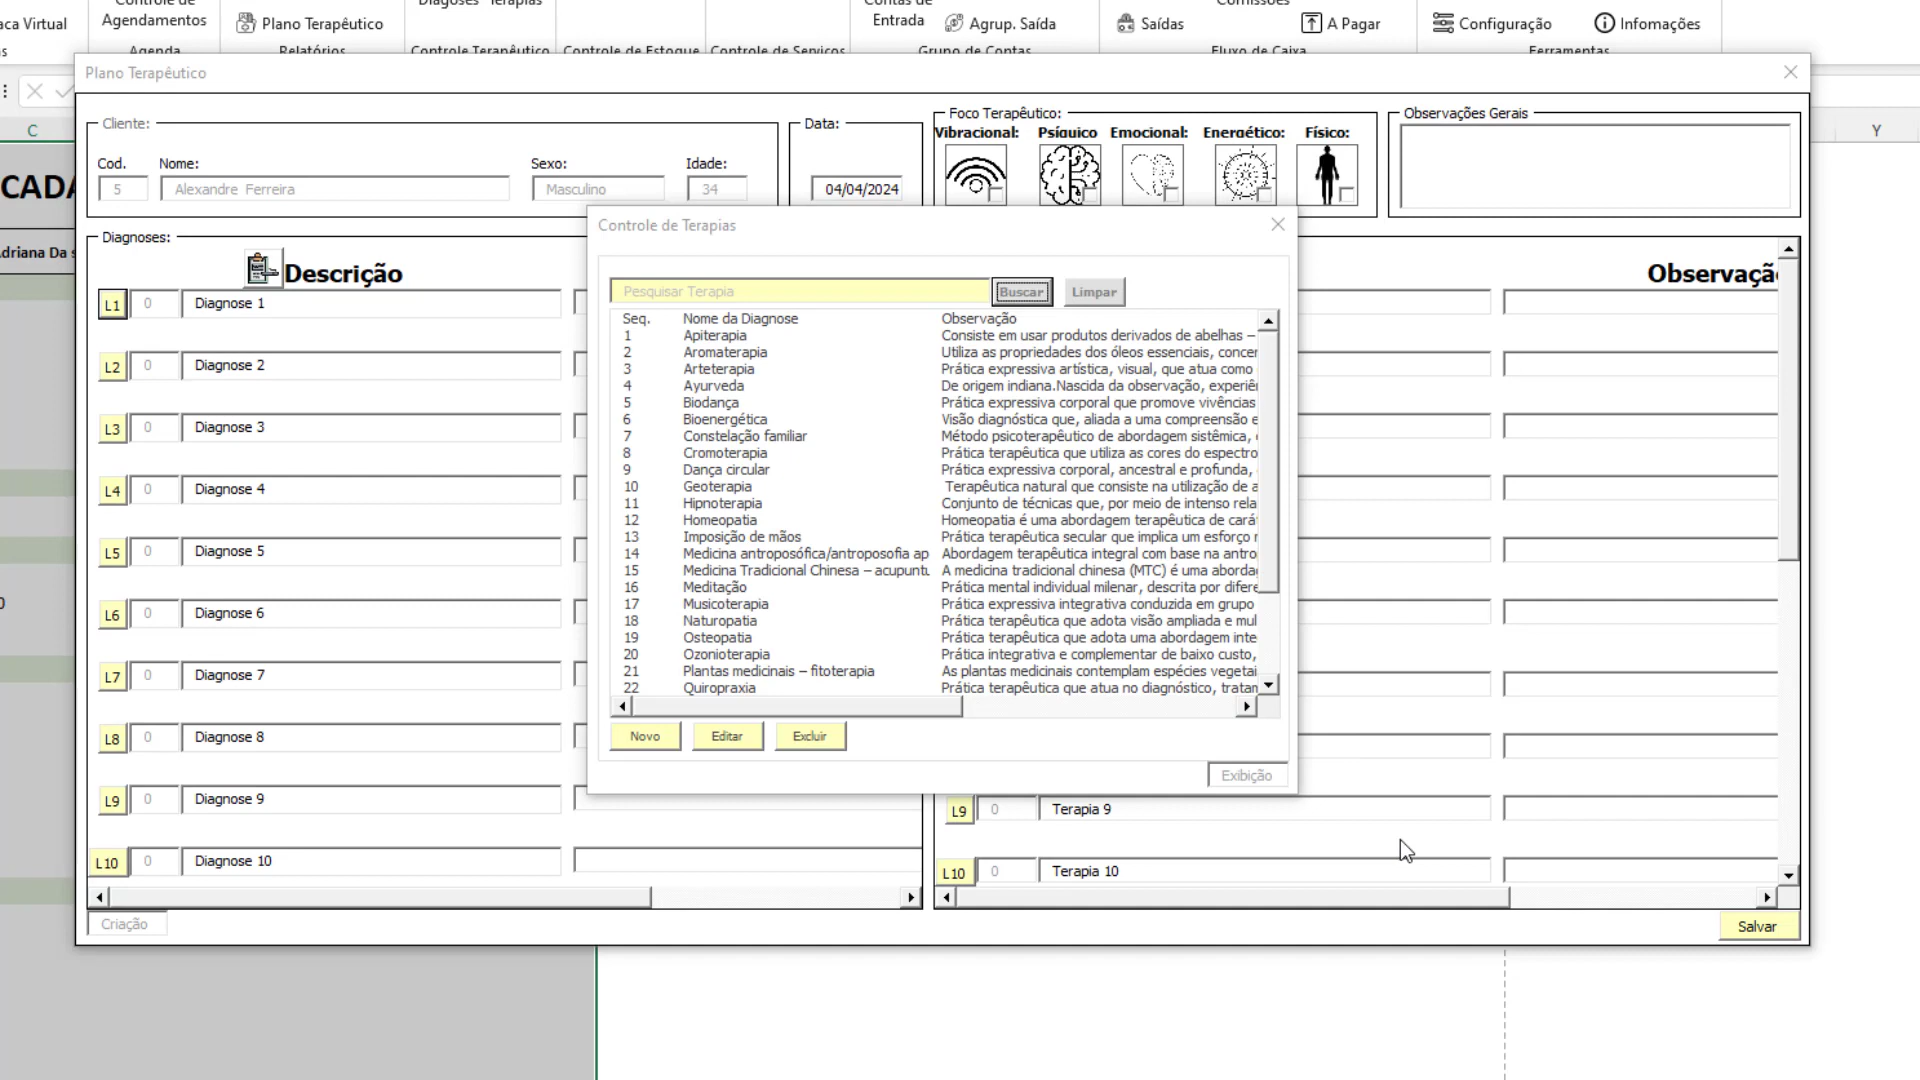 aca Virtual
Controle de
Agendamentos
Plano Terapêutico
Diagoses Terapias
Contas de
Entrada
Agrup. Saída
Saídas
Comissões
A Pagar
Configuração
Infomações
s
Agenda
Relatórios
Controle Terapêutico
Controle de Estoque
Controle de Serviços
Grupo de Contas
Fluxo de Caixa
Ferramentas
Plano Terapêutico
C
Y
CADA
driana Da s
0
Cliente:
Cod.
Nome:
Sexo:
Idade:
5
Alexandre Ferreira
Masculino
34
Data:
04/04/2024
Foco Terapêutico:
Vibracional:
Psíquico
Emocional:
Energético:
Físico:
Observações Gerais
Diagnoses:
Descrição
L1 0 Diagnose 1
L2 0 Diagnose 2
L3 0 Diagnose 3
L4 0 Diagnose 4
L5 0 Diagnose 5
L6 0 Diagnose 6
L7 0 Diagnose 7
L8 0 Diagnose 8
L9 0 Diagnose 9
L10 0 Diagnose 10
Criação
Controle de Terapias
Pesquisar Terapia
Buscar
Limpar
Seq. Nome da Diagnose Observação
1 Apiterapia Consiste em usar produtos derivados de abelhas –
2 Aromaterapia Utiliza as propriedades dos óleos essenciais, concer
3 Arteterapia Prática expressiva artística, visual, que atua como
4 Ayurveda De origem indiana.Nascida da observação, experiê
5 Biodança Prática expressiva corporal que promove vivências
6 Bioenergética Visão diagnóstica que, aliada a uma compreensão e
7 Constelação familiar Método psicoterapêutico de abordagem sistêmica,
8 Cromoterapia Prática terapêutica que utiliza as cores do espectro
9 Dança circular Prática expressiva corporal, ancestral e profunda,
10 Geoterapia Terapêutica natural que consiste na utilização de a
11 Hipnoterapia Conjunto de técnicas que, por meio de intenso rela
12 Homeopatia Homeopatia é uma abordagem terapêutica de cará
13 Imposição de mãos Prática terapêutica secular que implica um esforço
14 Medicina antroposófica/antroposofia ap Abordagem terapêutica integral com base na antro
15 Medicina Tradicional Chinesa – acupuntu A medicina tradicional chinesa (MTC) é uma aborda
16 Meditação Prática mental individual milenar, descrita por difere
17 Musicoterapia Prática expressiva integrativa conduzida em grupo
18 Naturopatia Prática terapêutica que adota visão ampliada e mul
19 Osteopatia Prática terapêutica que adota uma abordagem inte
20 Ozonioterapia Prática integrativa e complementar de baixo custo,
21 Plantas medicinais – fitoterapia As plantas medicinais contemplam espécies vegetai
22 Quiropraxia Prática terapêutica que atua no diagnóstico, tratam
Novo
Editar
Excluir
Exibição
Observaçã
L9 0 Terapia 9
L10 0 Terapia 10
Salvar